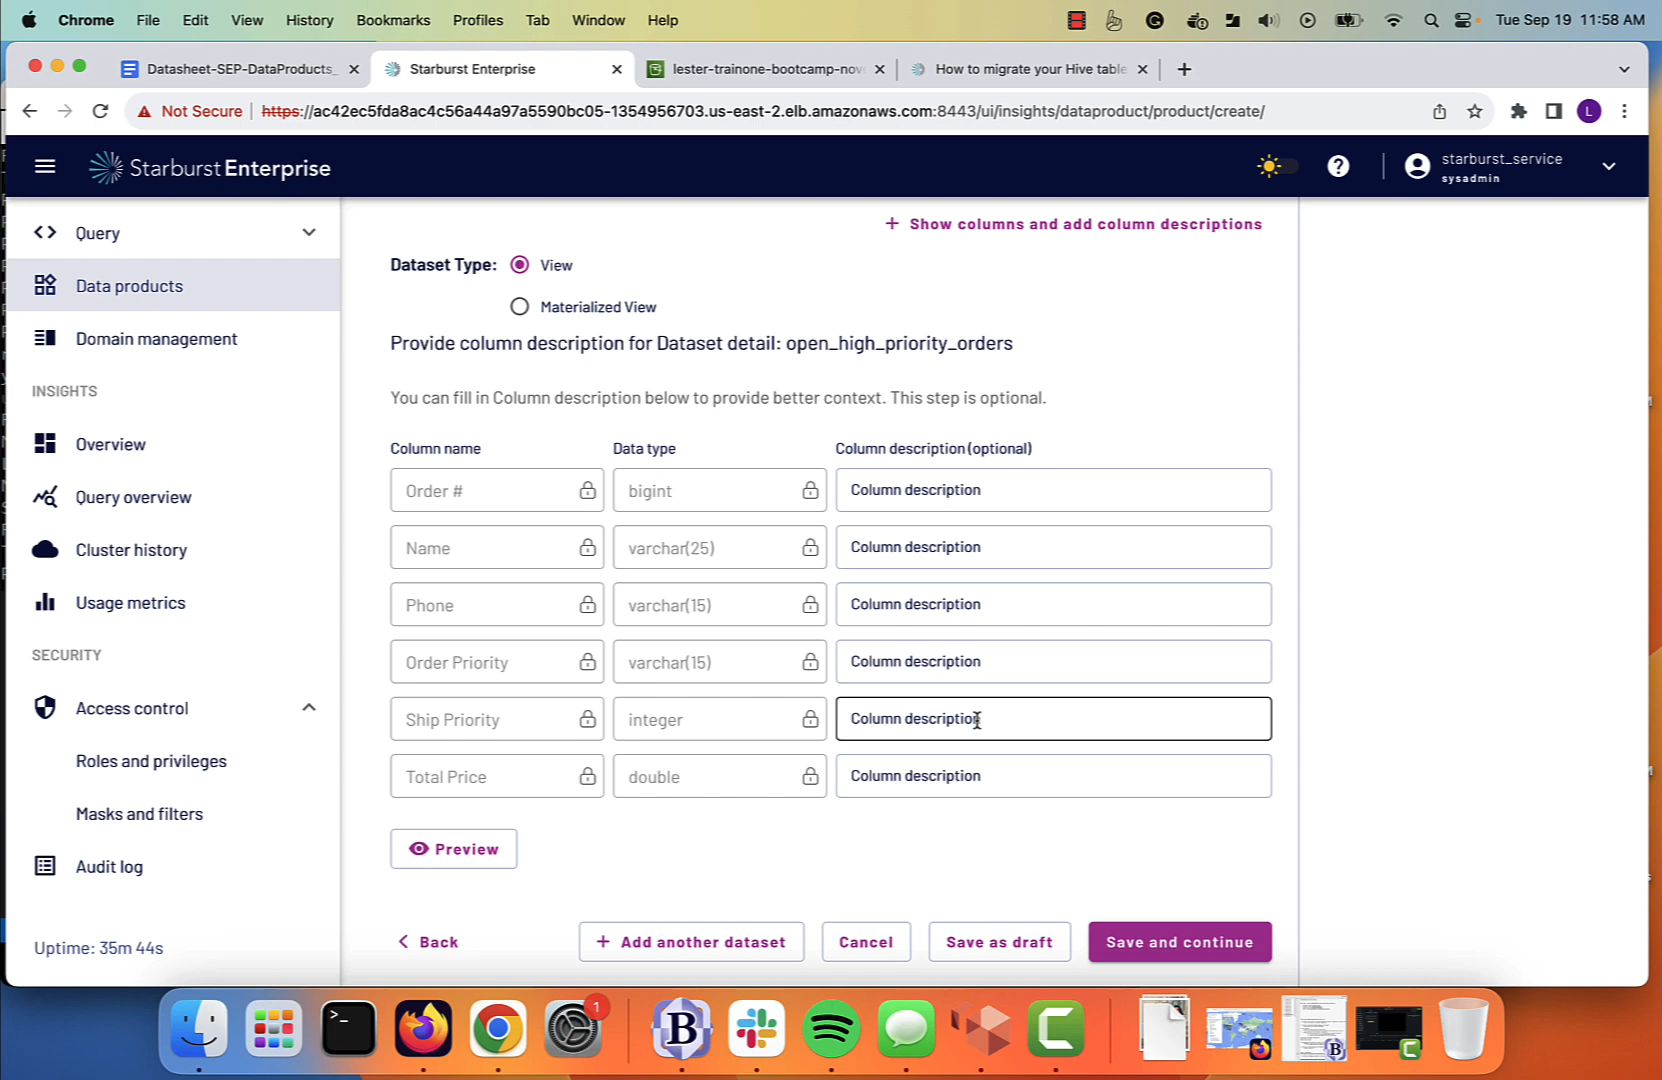 Chrome File Edit View History Bookmarks Profiles Tab Window Help Tue Sep 19 11:58 AM
Datasheet-SEP-DataProducts_ Starburst Enterprise lester-trainone-bootcamp-nov How to migrate your Hive table
Not Secure https://ac42ec5fda8ac4c56a44a97a5590bc05-1354956703.us-east-2.elb.amazonaws.com:8443/ui/insights/dataproduct/product/create/ L
Starburst Enterprise
starburst_service
sysadmin
Query
Data products
Domain management
INSIGHTS
Overview
Query overview
Cluster history
Usage metrics
SECURITY
Access control
Roles and privileges
Masks and filters
Audit log
Uptime: 35m 44s
+ Show columns and add column descriptions
Dataset Type: View
Materialized View
Provide column description for Dataset detail: open_high_priority_orders
You can fill in Column description below to provide better context. This step is optional.
Column name Data type Column description (optional)
Order # bigint Column description
Name varchar(25) Column description
Phone varchar(15) Column description
Order Priority varchar(15) Column description
Ship Priority integer Column description
Total Price double Column description
Preview
Back + Add another dataset Cancel Save as draft Save and continue
1
B